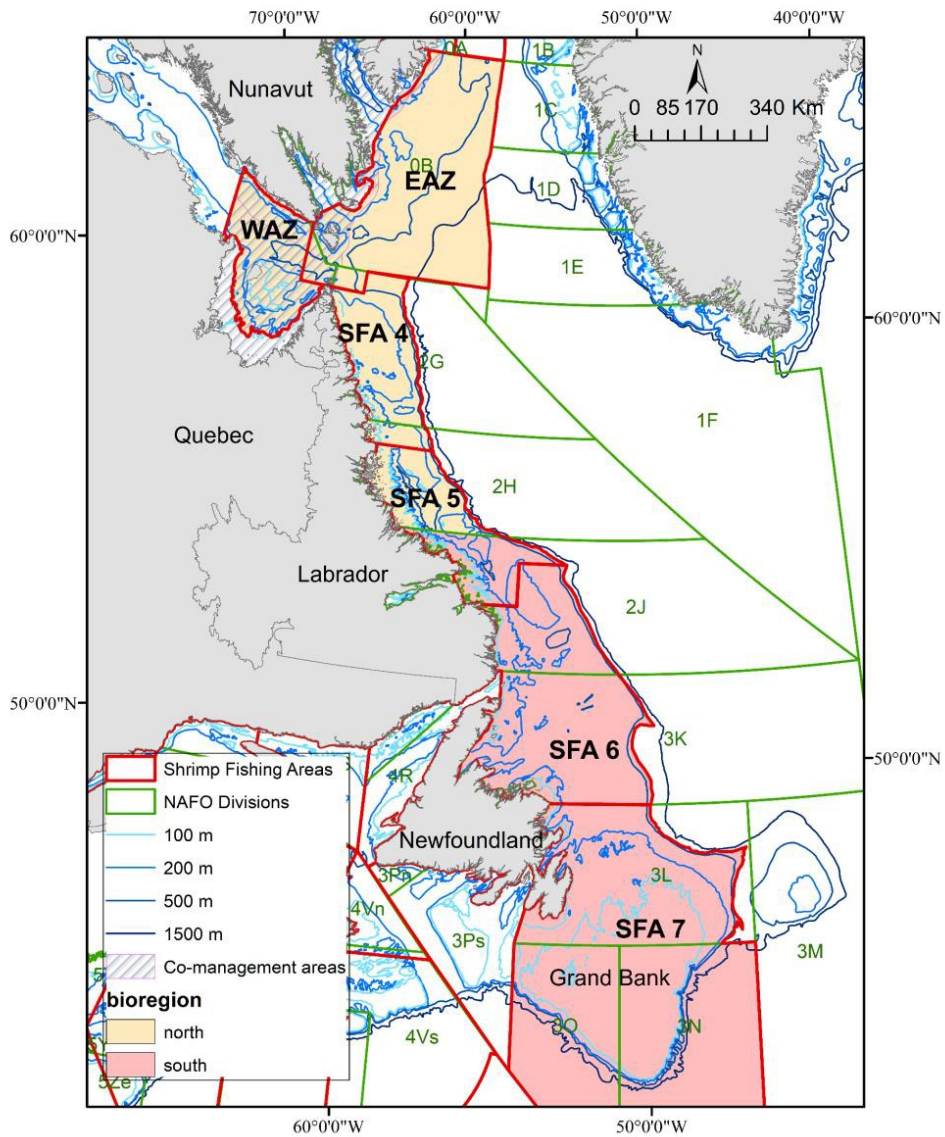 70°0'0"W 60°0'0"W 50°0'0"W 40°0'0"W
0A 1B
N
Nunavut
0 85 170 340 Km
1C
0B
EAZ
1D
WAZ
60°0'0"N
1E
60°0'0"N
SFA 4
2G
1F
Quebec
2H
SFA 5
Labrador
2J
50°0'0"N
3K
SFA 6
50°0'0"N
Shrimp Fishing Areas
4R
NAFO Divisions
100 m
Newfoundland
200 m
3Pn
3L
500 m
4Vn
SFA 7
1500 m
3Ps
3M
Co-management areas
Grand Bank
bioregion
north
3O 3N
4Vs
south
5Ze
60°0'0"W 50°0'0"W